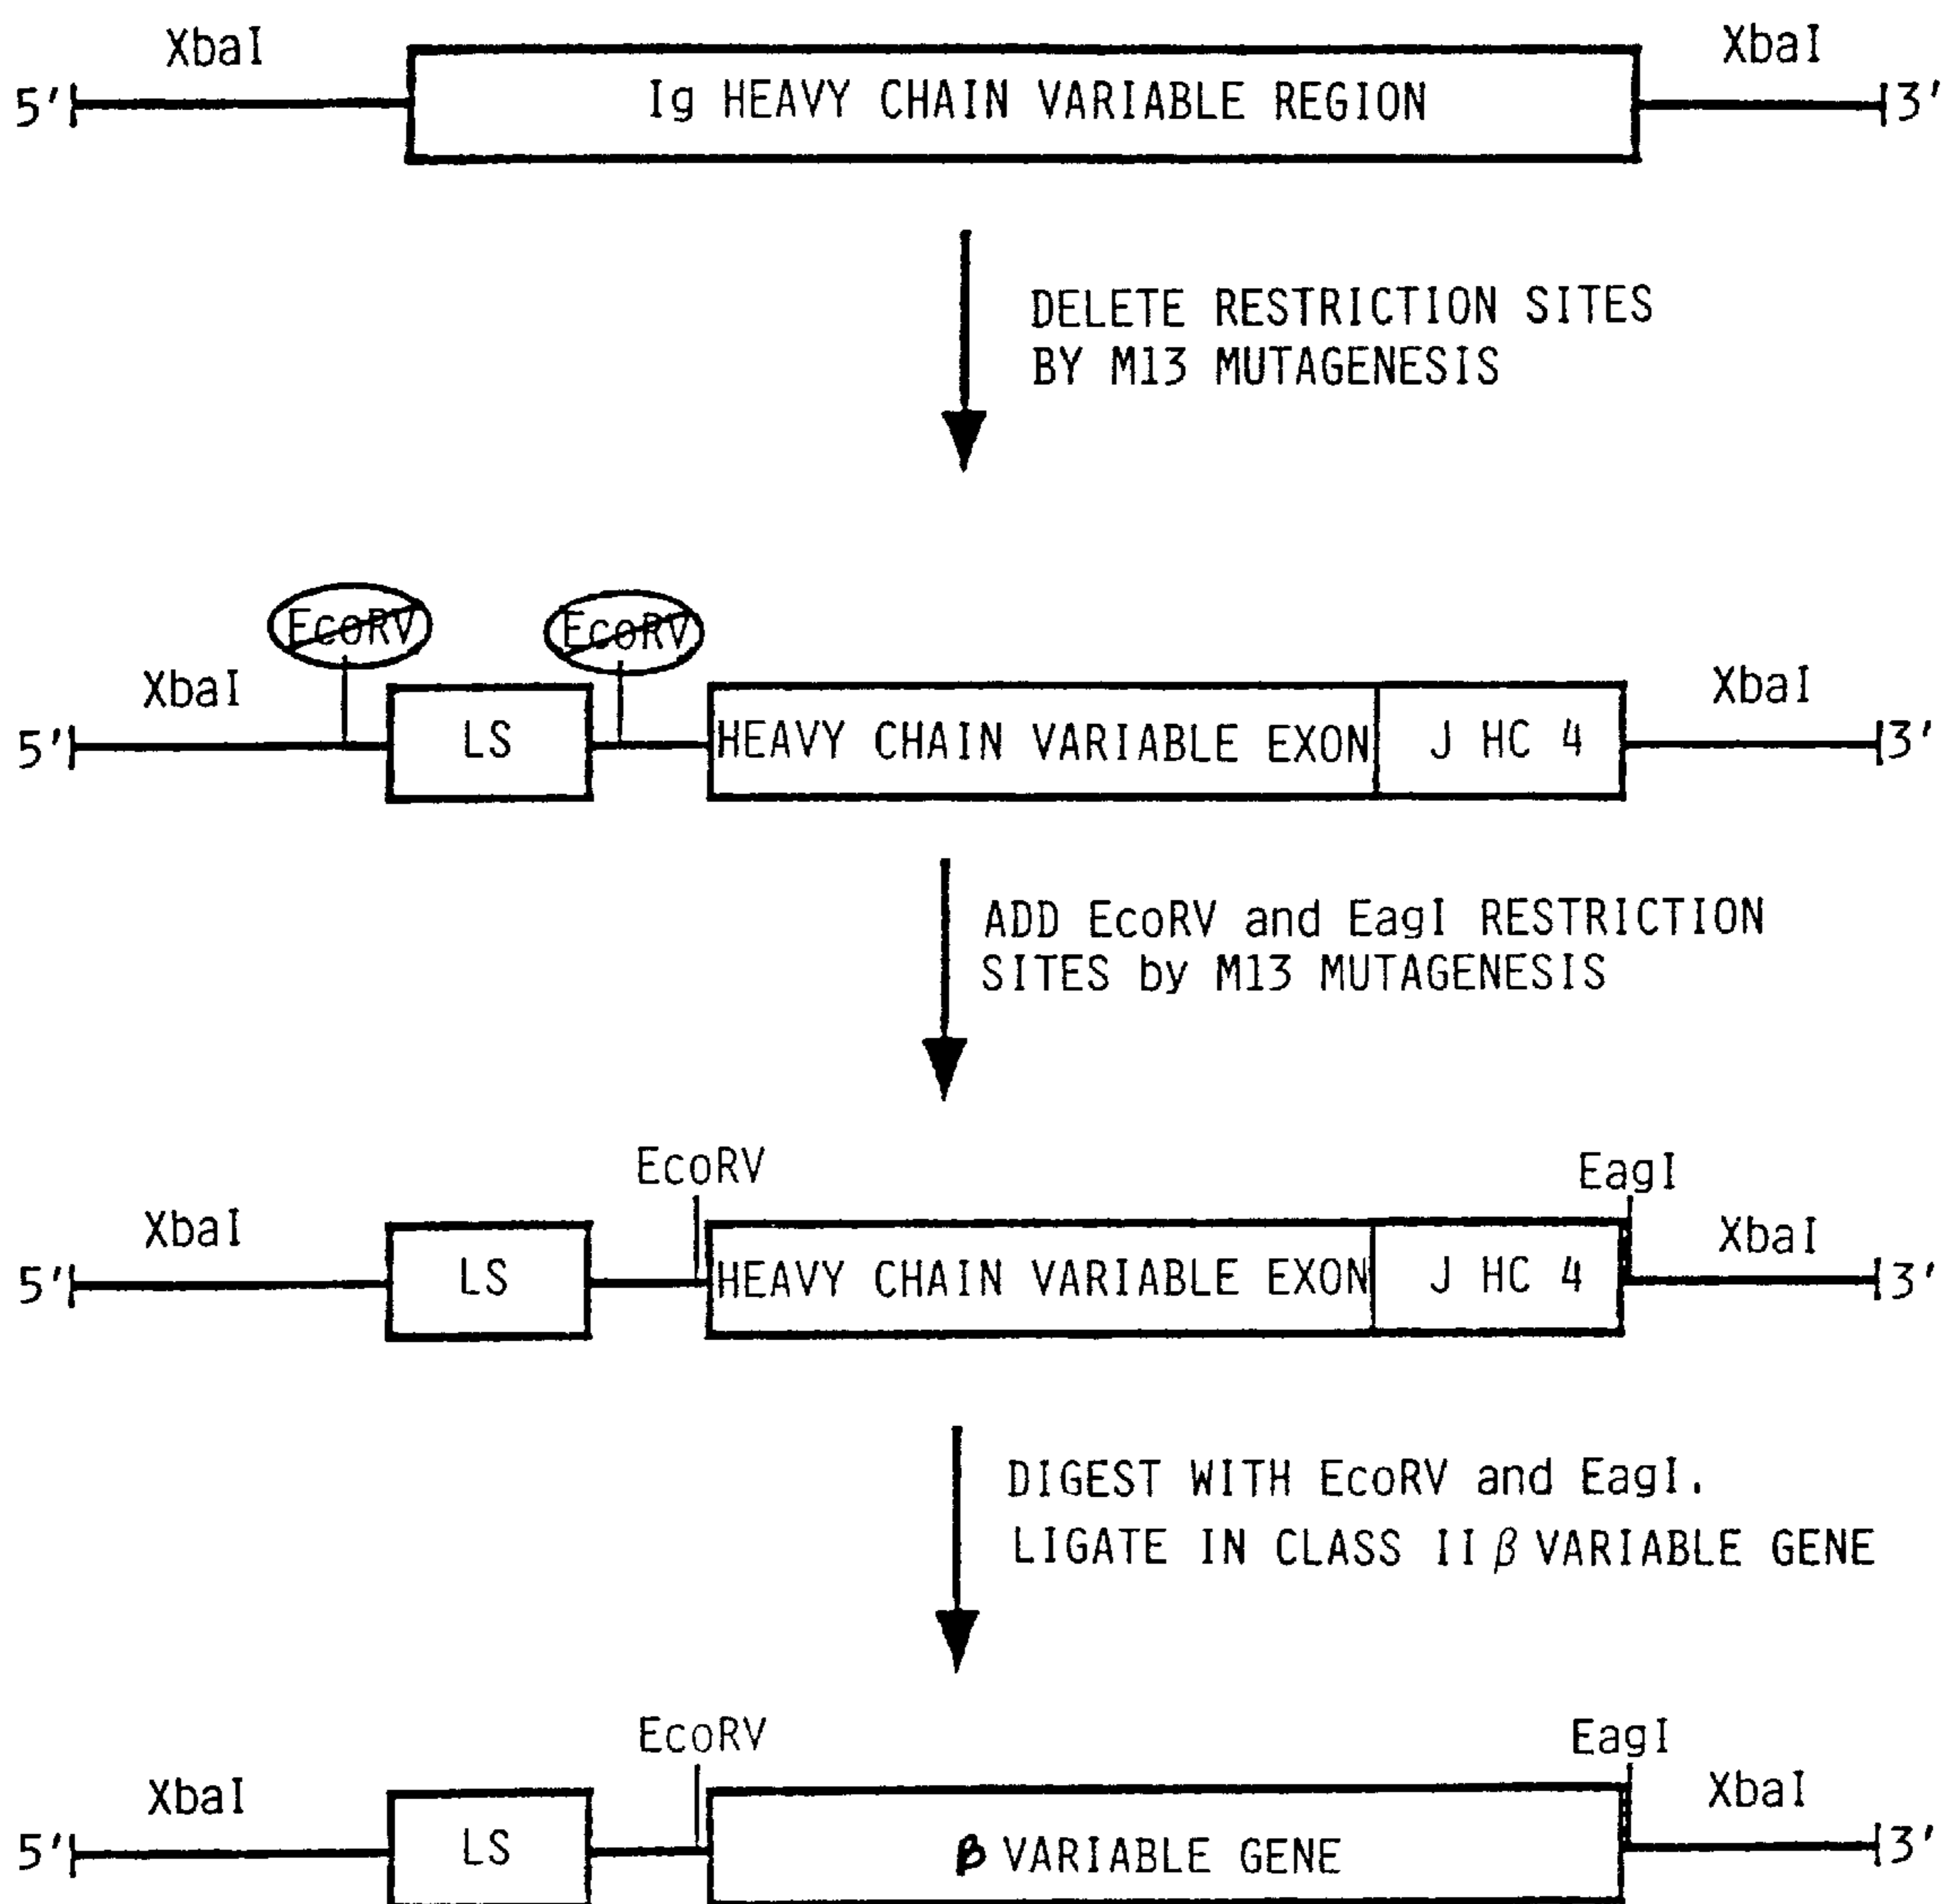 XbaI XbaI
5' Ig HEAVY CHAIN VARIABLE REGION 3'
DELETE RESTRICTION SITES
BY M13 MUTAGENESIS
EcoRV EcoRV
XbaI XbaI
5' LS HEAVY CHAIN VARIABLE EXON J HC 4 3'
ADD EcoRV and EagI RESTRICTION
SITES by M13 MUTAGENESIS
EcoRV EagI
XbaI XbaI
5' LS HEAVY CHAIN VARIABLE EXON J HC 4 3'
DIGEST WITH EcoRV and EagI.
LIGATE IN CLASS II β VARIABLE GENE
EcoRV EagI
XbaI XbaI
5' LS β VARIABLE GENE 3'